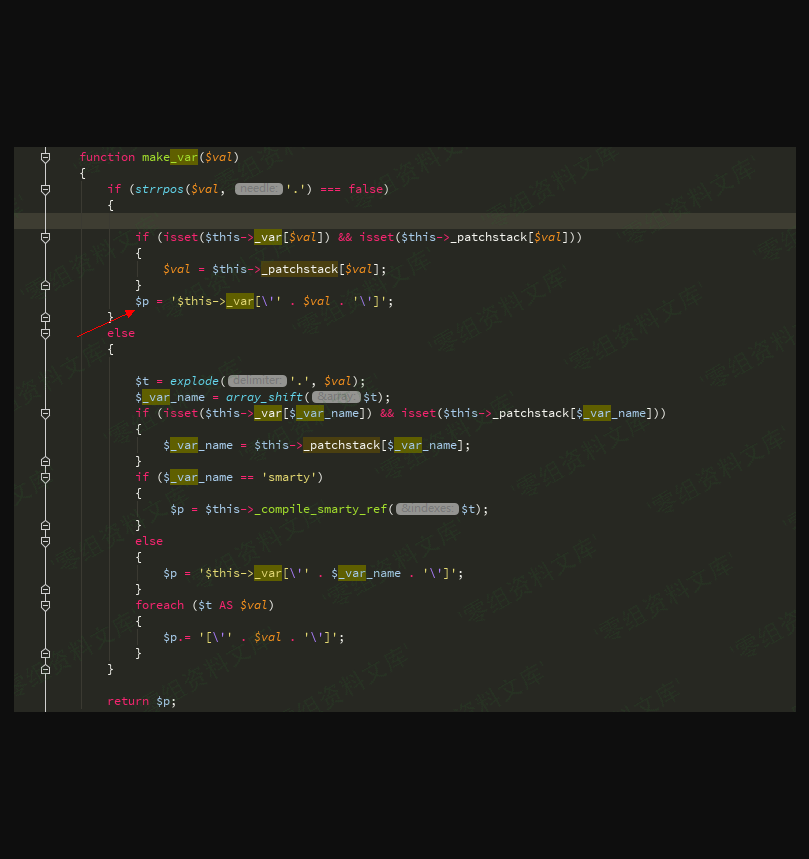 function make_var($val)
{
if (strrpos($val, needle: '.') === false)
{
if (isset($this->_var[$val]) && isset($this->_patchstack[$val]))
{
$val = $this->_patchstack[$val];
}
$p = '$this->_var[\'' . $val . '\']';
}
else
{
$t = explode( delimiter: '.', $val);
$_var_name = array_shift( &array: $t);
if (isset($this->_var[$_var_name]) && isset($this->_patchstack[$_var_name]))
{
$_var_name = $this->_patchstack[$_var_name];
}
if ($_var_name == 'smarty')
{
$p = $this->_compile_smarty_ref( &indexes: $t);
}
else
{
$p = '$this->_var[\'' . $_var_name . '\']';
}
foreach ($t AS $val)
{
$p.= '[\'' . $val . '\']';
}
}
return $p;
零组资料文库